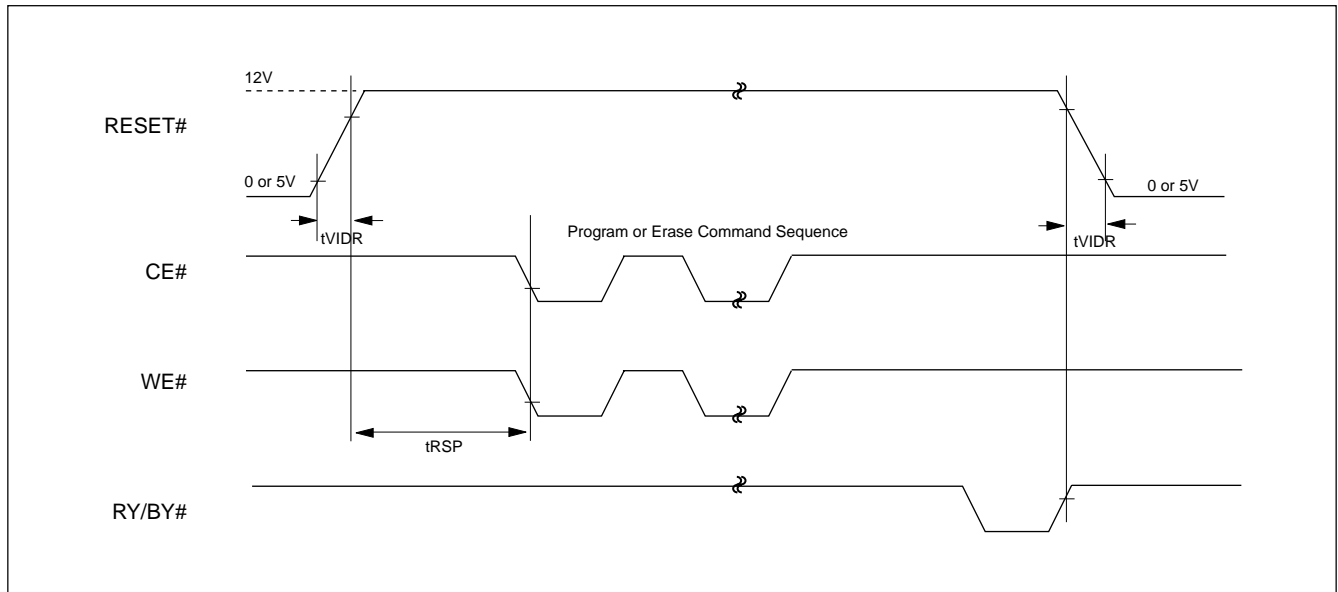 12V
RESET#
0 or 5V
0 or 5V
tVIDR
tVIDR
Program or Erase Command Sequence
CE#
WE#
tRSP
RY/BY#